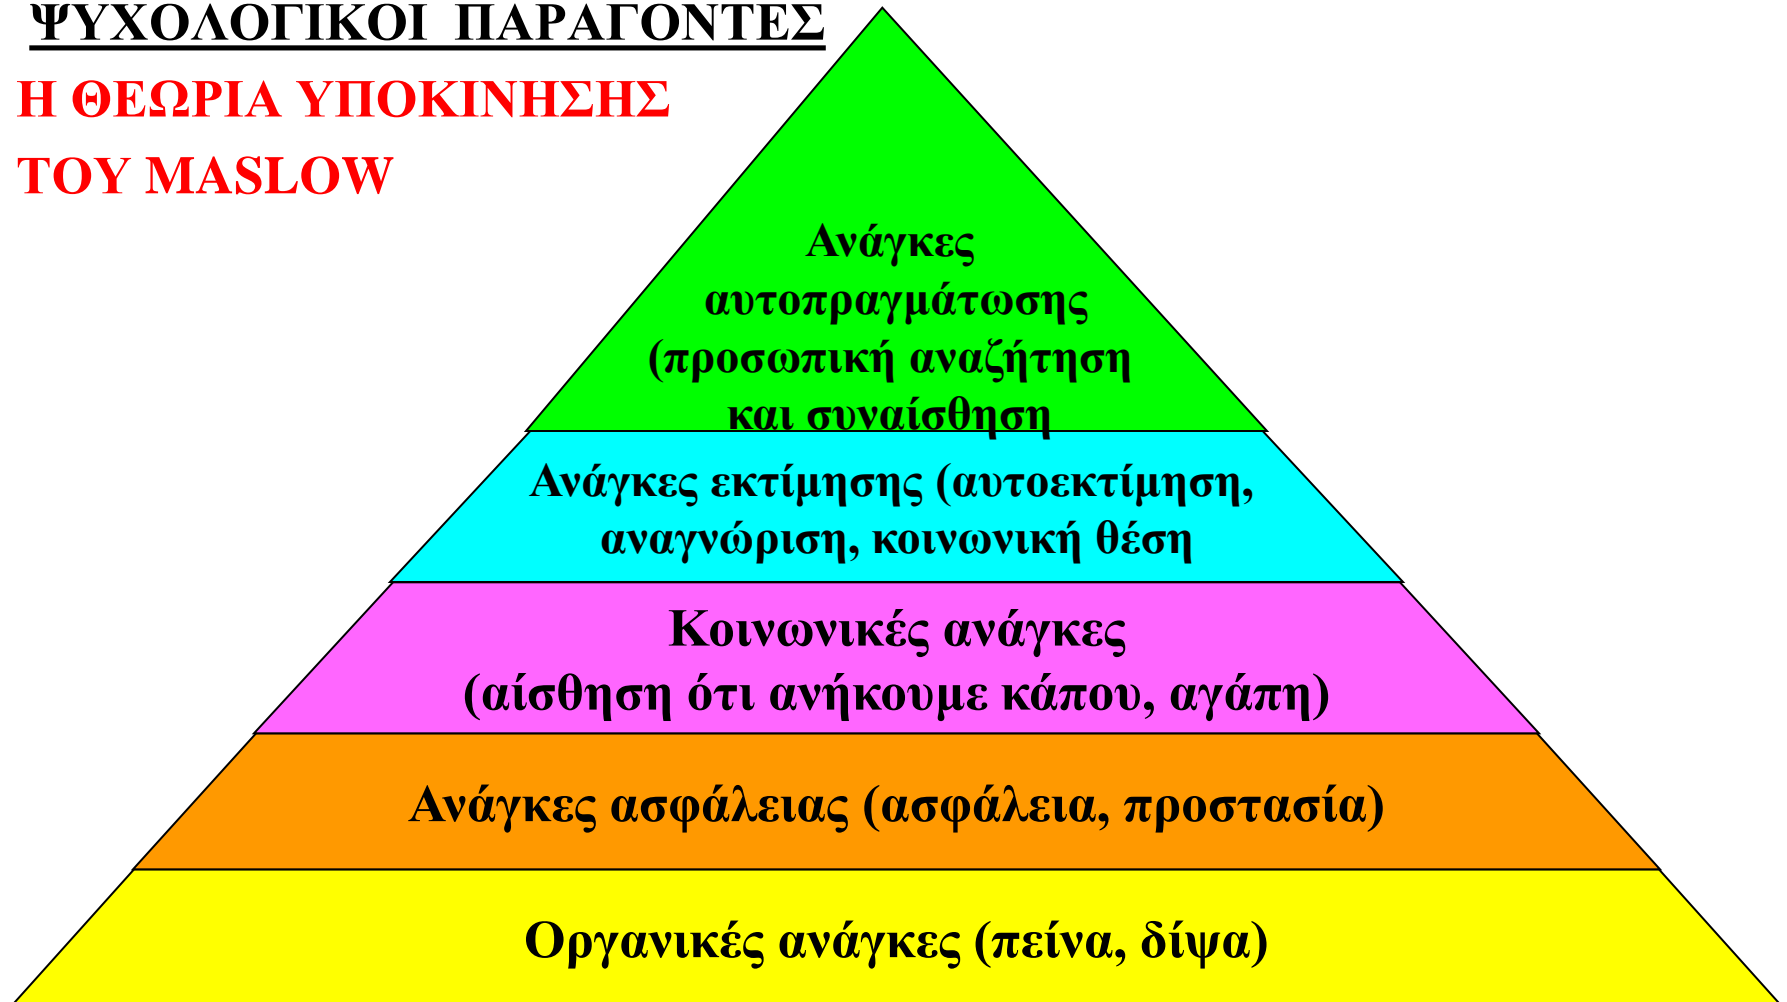 ΨΥΧΟΛΟΓΙΚΟΙ ΠΑΡΑΓΟΝΤΕΣ
Η ΘΕΩΡΙΑ ΥΠΟΚΙΝΗΣΗΣ
ΤΟΥ MASLOW
Ανάγκες
αυτοπραγμάτωσης
(προσωπική αναζήτηση
και συναίσθηση
Ανάγκες εκτίμησης (αυτοεκτίμηση,
αναγνώριση, κοινωνική θέση
Κοινωνικές ανάγκες
(αίσθηση ότι ανήκουμε κάπου, αγάπη)
Ανάγκες ασφάλειας (ασφάλεια, προστασία)
Οργανικές ανάγκες (πείνα, δίψα)